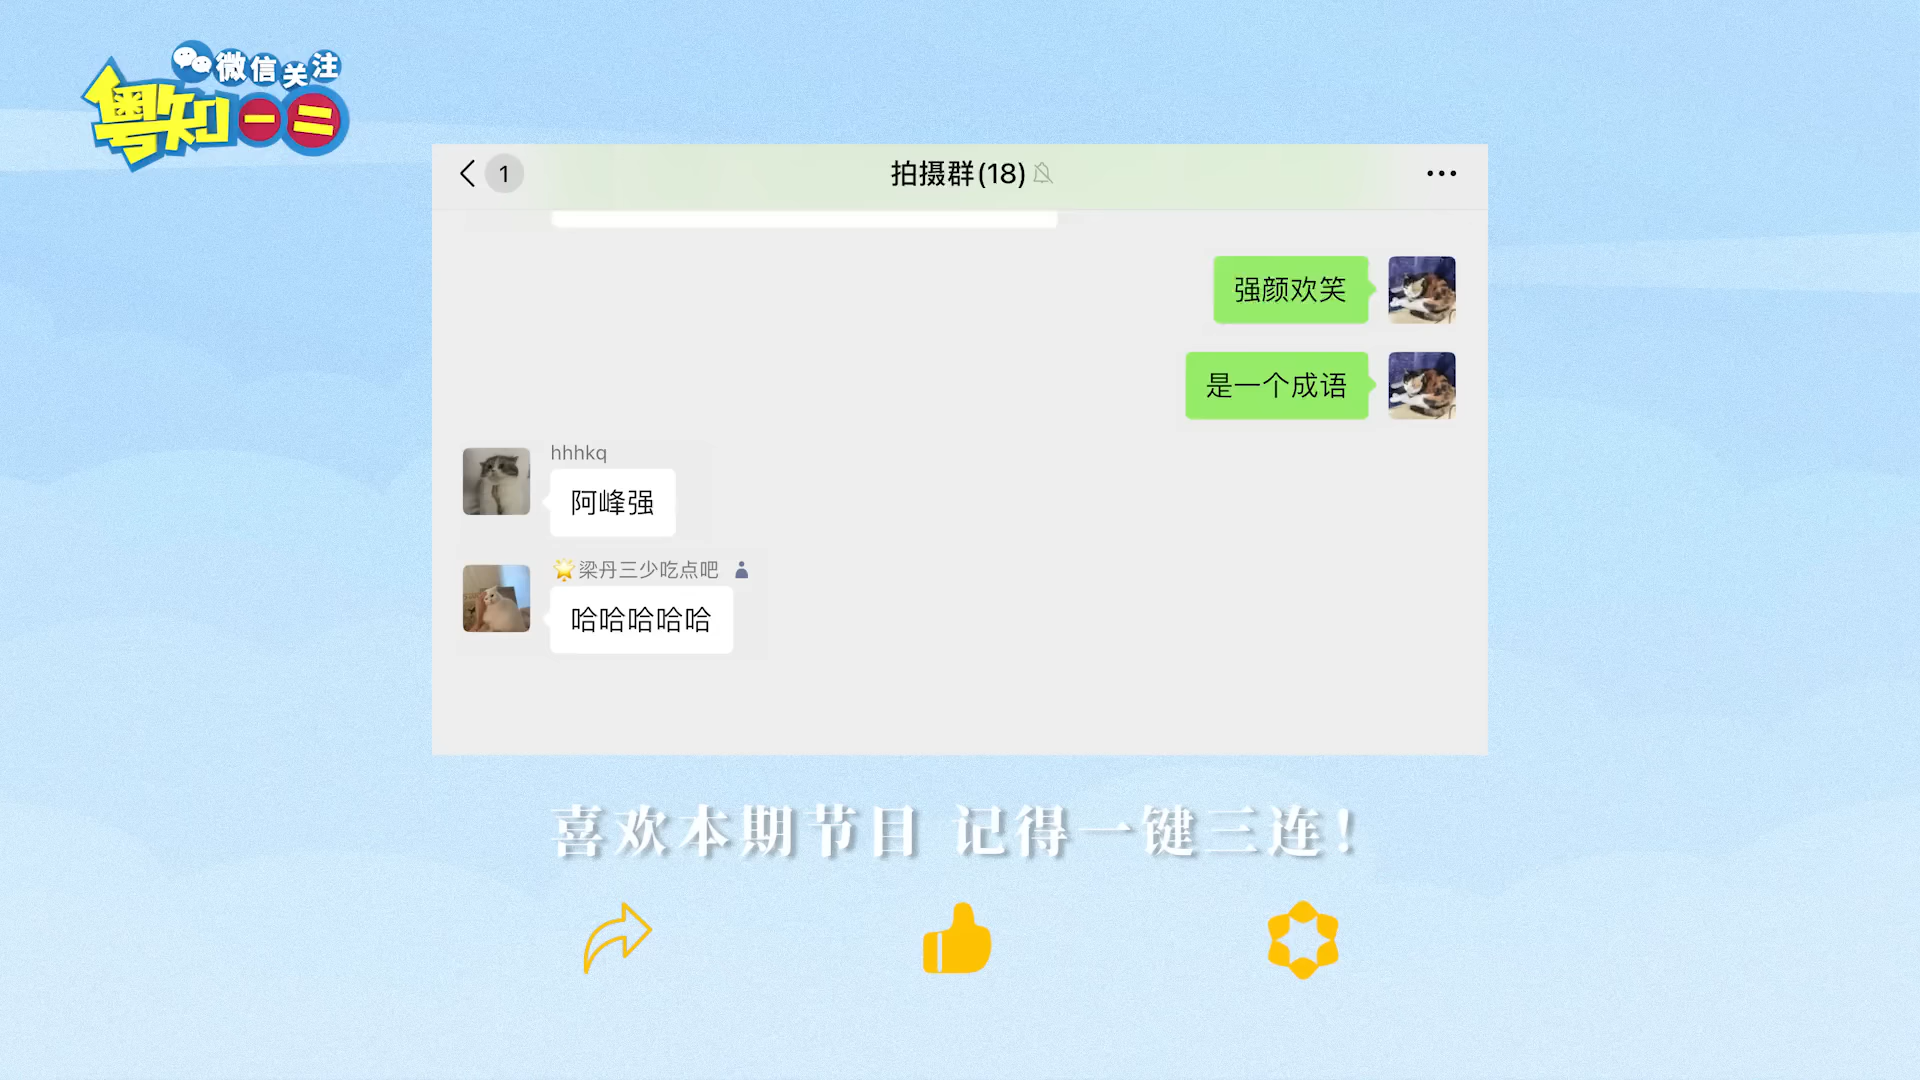 微信关注
粤知一二
1
拍摄群(18)
强颜欢笑
是一个成语
hhhkq
阿峰强
梁丹三少吃点吧
哈哈哈哈哈
喜欢本期节目 记得一键三连！